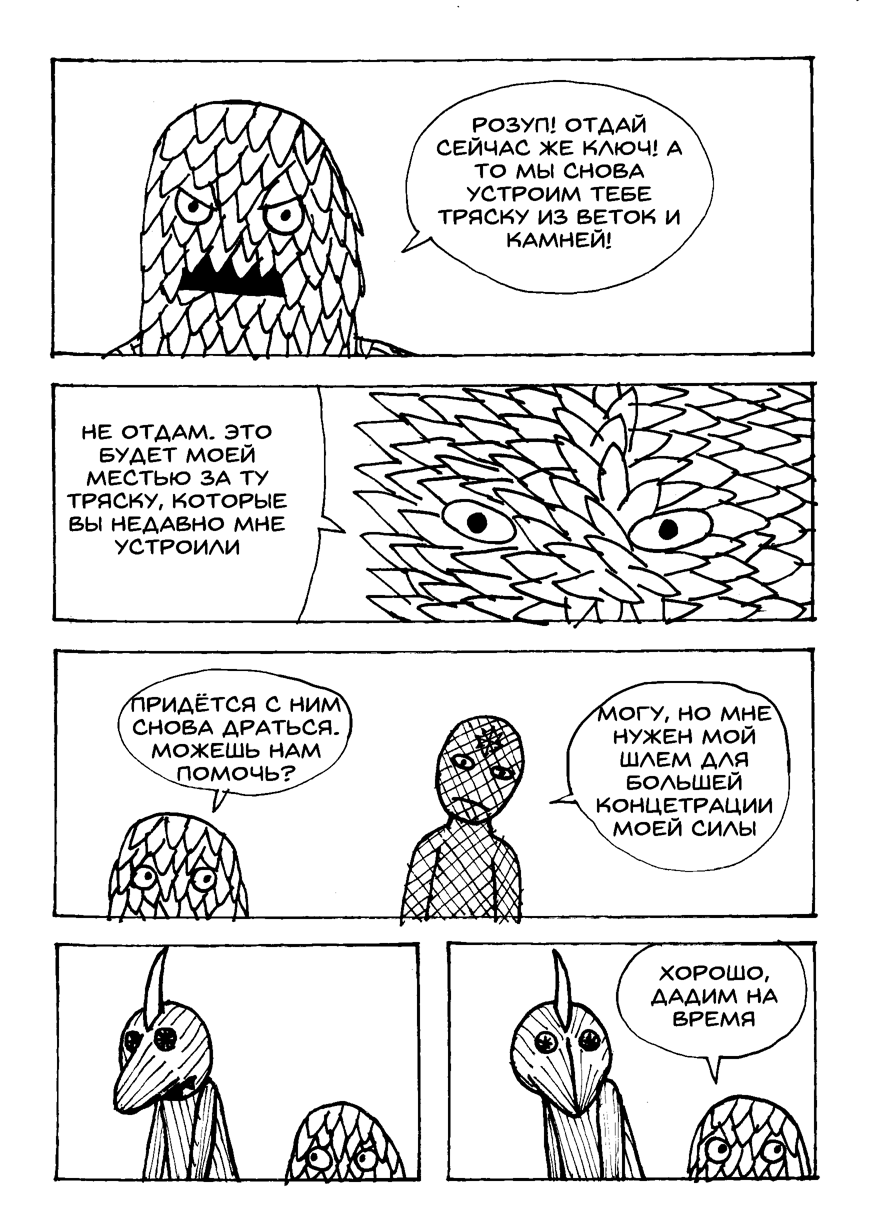 РОЗУП! ОТДАЙ
СЕЙЧАС ЖЕ КЛЮЧ! А
ТО МЫ СНОВА
УСТРОИМ ТЕБЕ
ТРЯСКУ ИЗ ВЕТОК И
КАМНЕЙ!
НЕ ОТДАМ. ЭТО
БУДЕТ МОЕЙ
МЕСТЬЮ ЗА ТУ
ТРЯСКУ, КОТОРЫЕ
ВЫ НЕДАВНО МНЕ
УСТРОИЛИ
ПРИДЁТСЯ С НИМ
СНОВА ДРАТЬСЯ.
МОЖЕШЬ НАМ
ПОМОЧЬ?
МОГУ, НО МНЕ
НУЖЕН МОЙ
ШЛЕМ ДЛЯ
БОЛЬШЕЙ
КОНЦЕТРАЦИИ
МОЕЙ СИЛЫ
ХОРОШО,
ДАДИМ НА
ВРЕМЯ